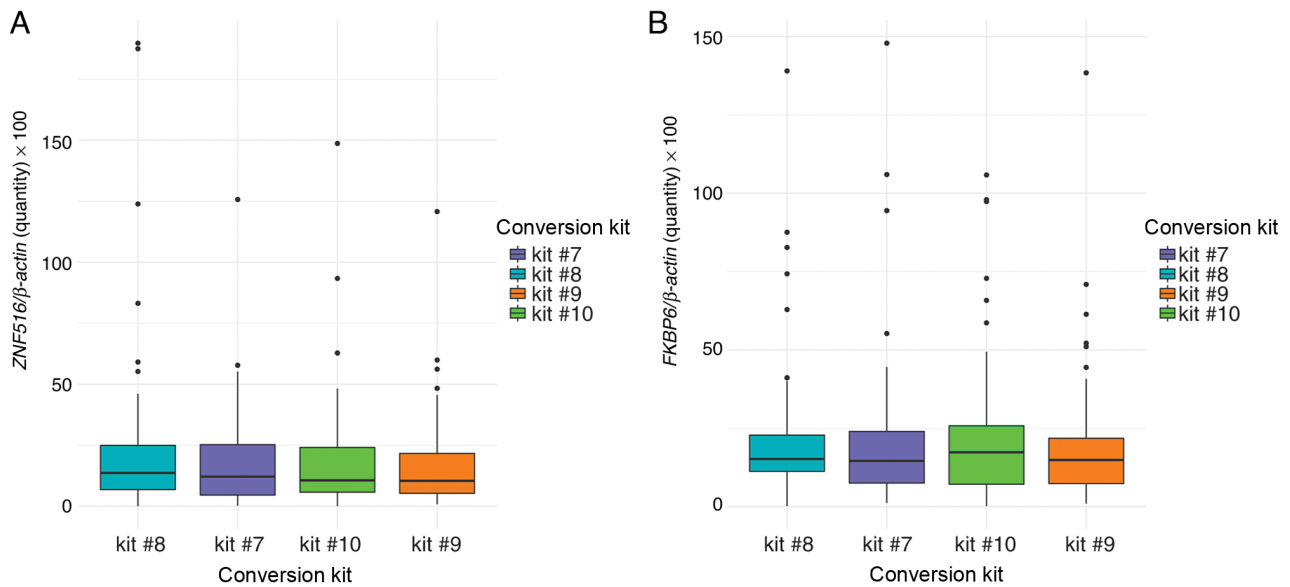 A
ZNF516/β-actin (quantity) × 100
150
100
50
0
kit #8 kit #7 kit #10 kit #9
Conversion kit
Conversion kit
kit #7
kit #8
kit #9
kit #10
B
FKBP6/β-actin (quantity) × 100
150
100
50
0
kit #8 kit #7 kit #10 kit #9
Conversion kit
Conversion kit
kit #7
kit #8
kit #9
kit #10